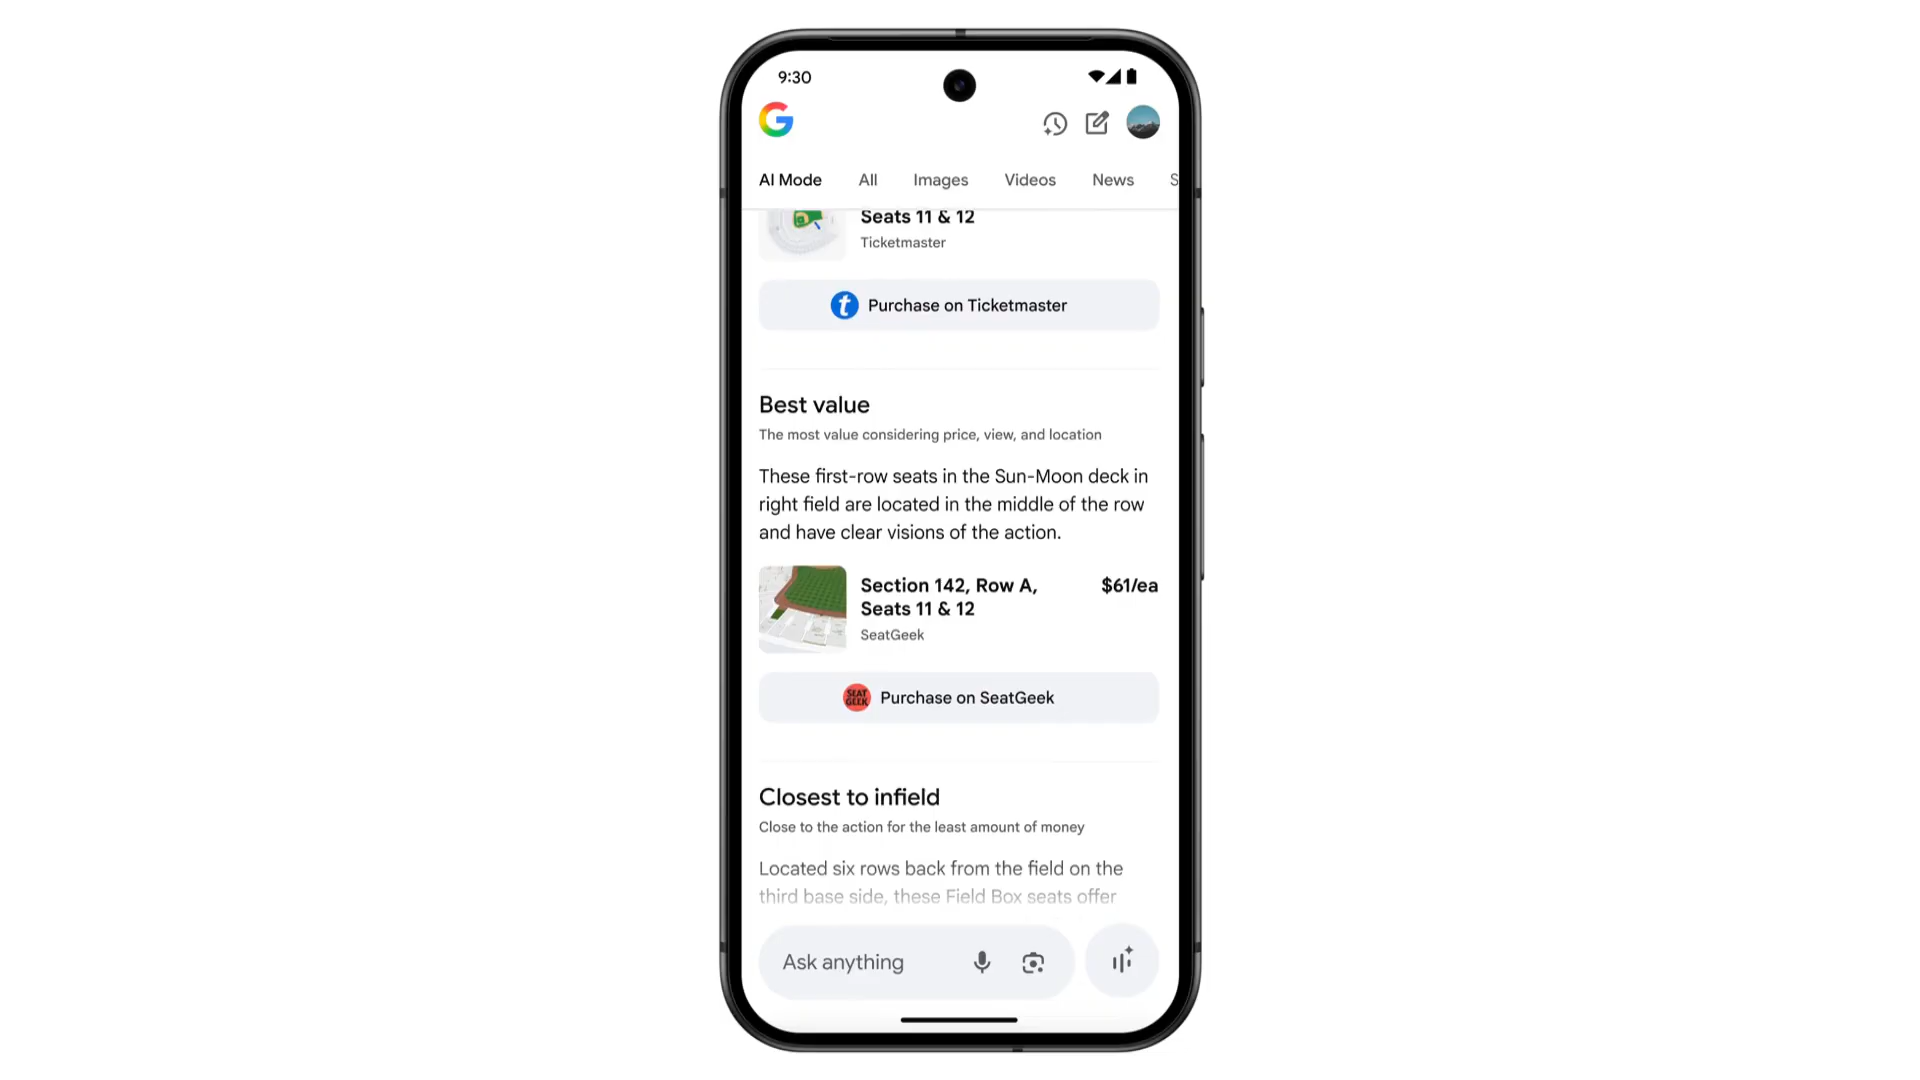 9:30
AI Mode All Images Videos News S
Seats 11 & 12
Ticketmaster
t Purchase on Ticketmaster
Best value
The most value considering price, view, and location
These first-row seats in the Sun-Moon deck in
right field are located in the middle of the row
and have clear visions of the action.
Section 142, Row A, $61/ea
Seats 11 & 12
SeatGeek
SEAT
GEEK
Purchase on SeatGeek
Closest to infield
Close to the action for the least amount of money
Located six rows back from the field on the
third base side, these Field Box seats offer
Ask anything